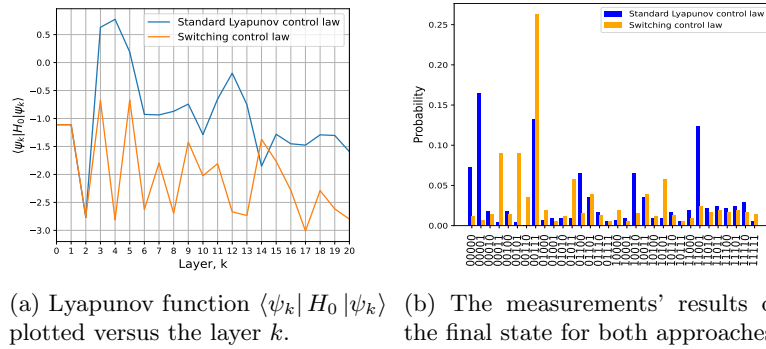 Standard Lyapunov control law
Switching control law
0.5
0.0
−0.5
−1.0
−1.5
−2.0
−2.5
−3.0
⟨ψₖ|H₀|ψₖ⟩
0 1 2 3 4 5 6 7 8 9 10 11 12 13 14 15 16 17 18 19 20
Layer, k
(a) Lyapunov function ⟨ψₖ| H₀ |ψₖ⟩
plotted versus the layer k.
(a)
(b)
Standard Lyapunov control law
Switching control law
0.25
0.20
0.15
0.10
0.05
0.00
Probability
00000 00001 00010 00011 00100 00101 00110 00111 01000 01001 01010 01011 01100 01101 01110 01111 10000 10001 10010 10011 10100 10101 10110 10111 11000 11001 11010 11011 11100 11101 11110 11111
(b) The measurements' results o
the final state for both approaches